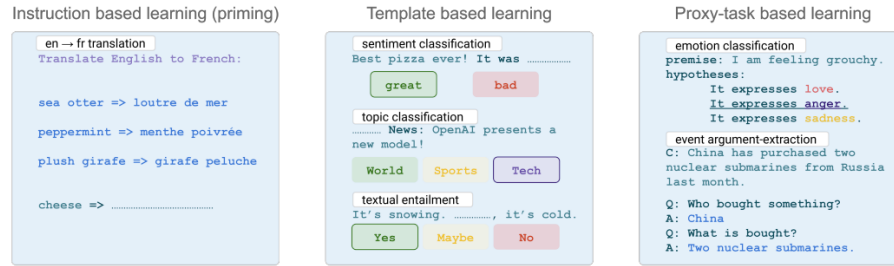 Instruction based learning (priming)
en → fr translation
Translate English to French:
sea otter => loutre de mer
peppermint => menthe poivrée
plush girafe => girafe peluche
cheese => ........................
Template based learning
sentiment classification
Best pizza ever! It was ..................
great
bad
topic classification
............ News: OpenAI presents a
new model!
World
Sports
Tech
textual entailment
It's snowing. .............., it's cold.
Yes
Maybe
No
Proxy-task based learning
emotion classification
premise: I am feeling grouchy.
hypotheses:
It expresses love.
It expresses anger.
It expresses sadness.
event argument-extraction
C: China has purchased two
nuclear submarines from Russia
last month.
Q: Who bought something?
A: China
Q: What is bought?
A: Two nuclear submarines.